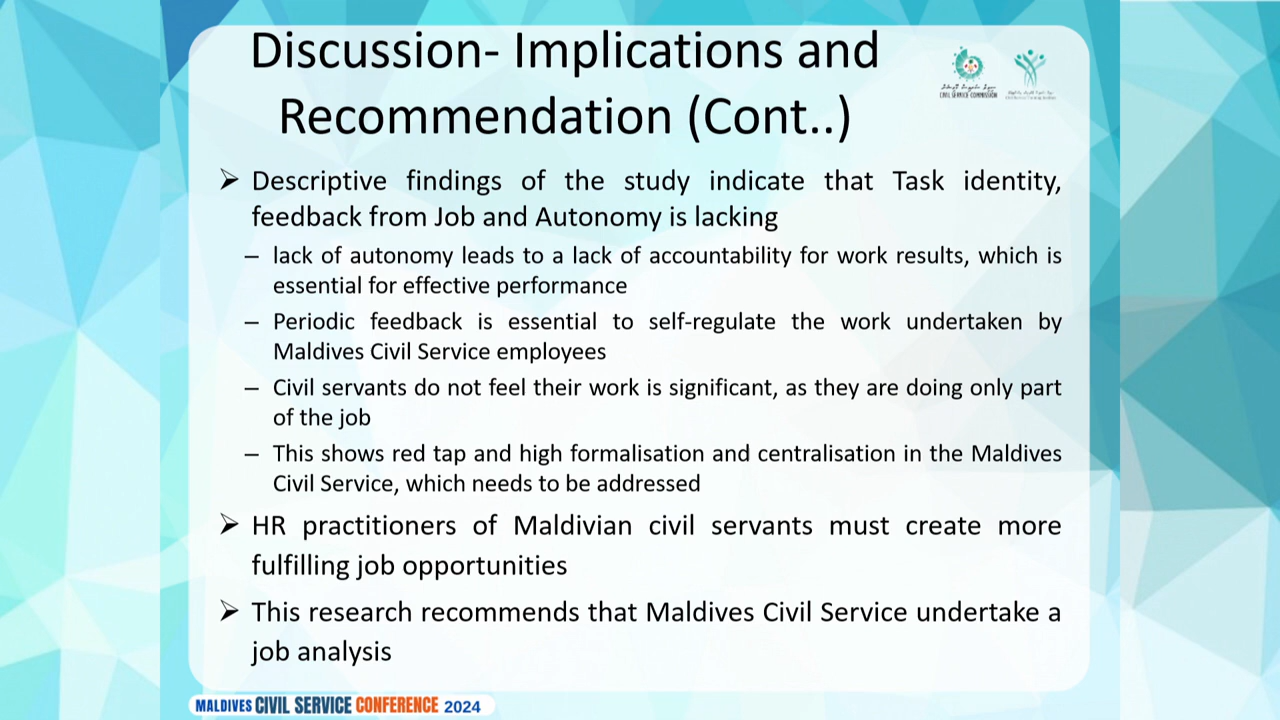 Discussion- Implications and
Recommendation (Cont..)
CIVIL SERVICE COMMISSION
➢ Descriptive findings of the study indicate that Task identity,
feedback from Job and Autonomy is lacking
– lack of autonomy leads to a lack of accountability for work results, which is
essential for effective performance
– Periodic feedback is essential to self-regulate the work undertaken by
Maldives Civil Service employees
– Civil servants do not feel their work is significant, as they are doing only part
of the job
– This shows red tap and high formalisation and centralisation in the Maldives
Civil Service, which needs to be addressed
➢ HR practitioners of Maldivian civil servants must create more
fulfilling job opportunities
➢ This research recommends that Maldives Civil Service undertake a
job analysis
MALDIVES CIVIL SERVICE CONFERENCE 2024